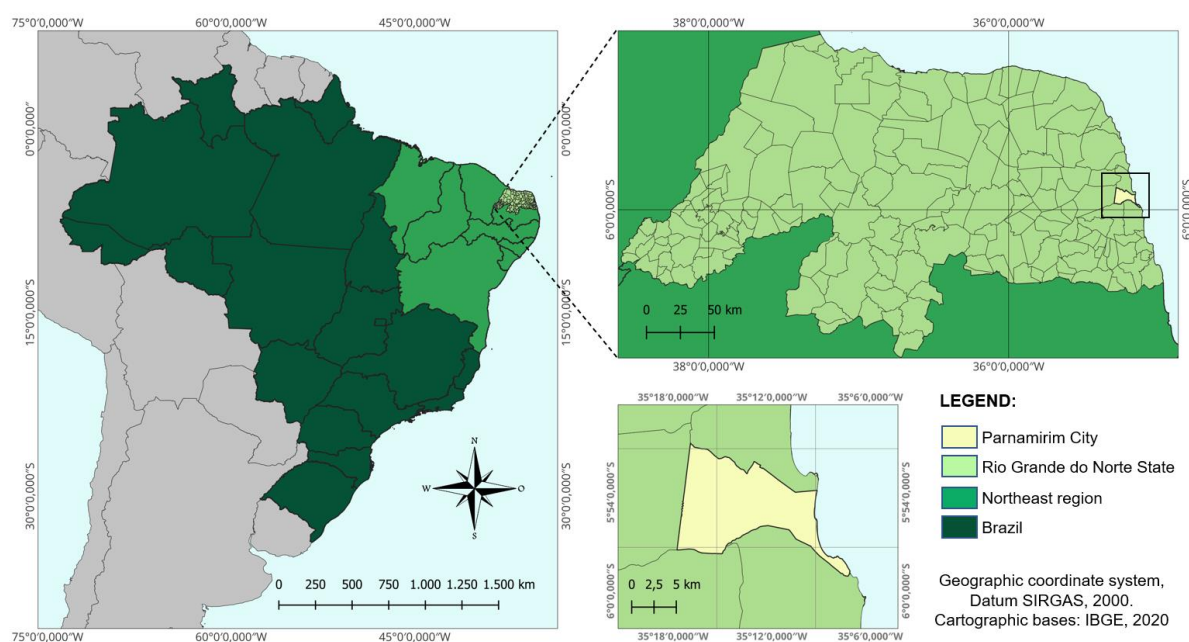 75°0'0,000"W 60°0'0,000"W 45°0'0,000"W
0°0'0,000"
15°0'0,000"S
30°0'0,000"S
0°0'0,000"
15°0'0,000"S
30°0'0,000"S
N
W O
S
0 250 500 750 1.000 1.250 1.500 km
75°0'0,000"W 60°0'0,000"W 45°0'0,000"W
38°0'0,000"W 36°0'0,000"W
6°0'0,000"S
6°0'0,000"S
0 25 50 km
38°0'0,000"W 36°0'0,000"W
35°18'0,000"W 35°12'0,000"W 35°6'0,000"W
5°54'0,000"S
6°0'0,000"S
5°54'0,000"S
6°0'0,000"S
0 2,5 5 km
35°18'0,000"W 35°12'0,000"W 35°6'0,000"W
LEGEND:
Parnamirim City
Rio Grande do Norte State
Northeast region
Brazil
Geographic coordinate system,
Datum SIRGAS, 2000.
Cartographic bases: IBGE, 2020